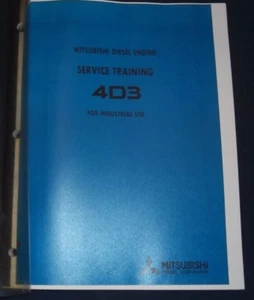 MITSUBISHI DIESEL ENGINE
SERVICE TRAINING
4D3
FOR INDUSTRIAL USE
MITSUBISHI